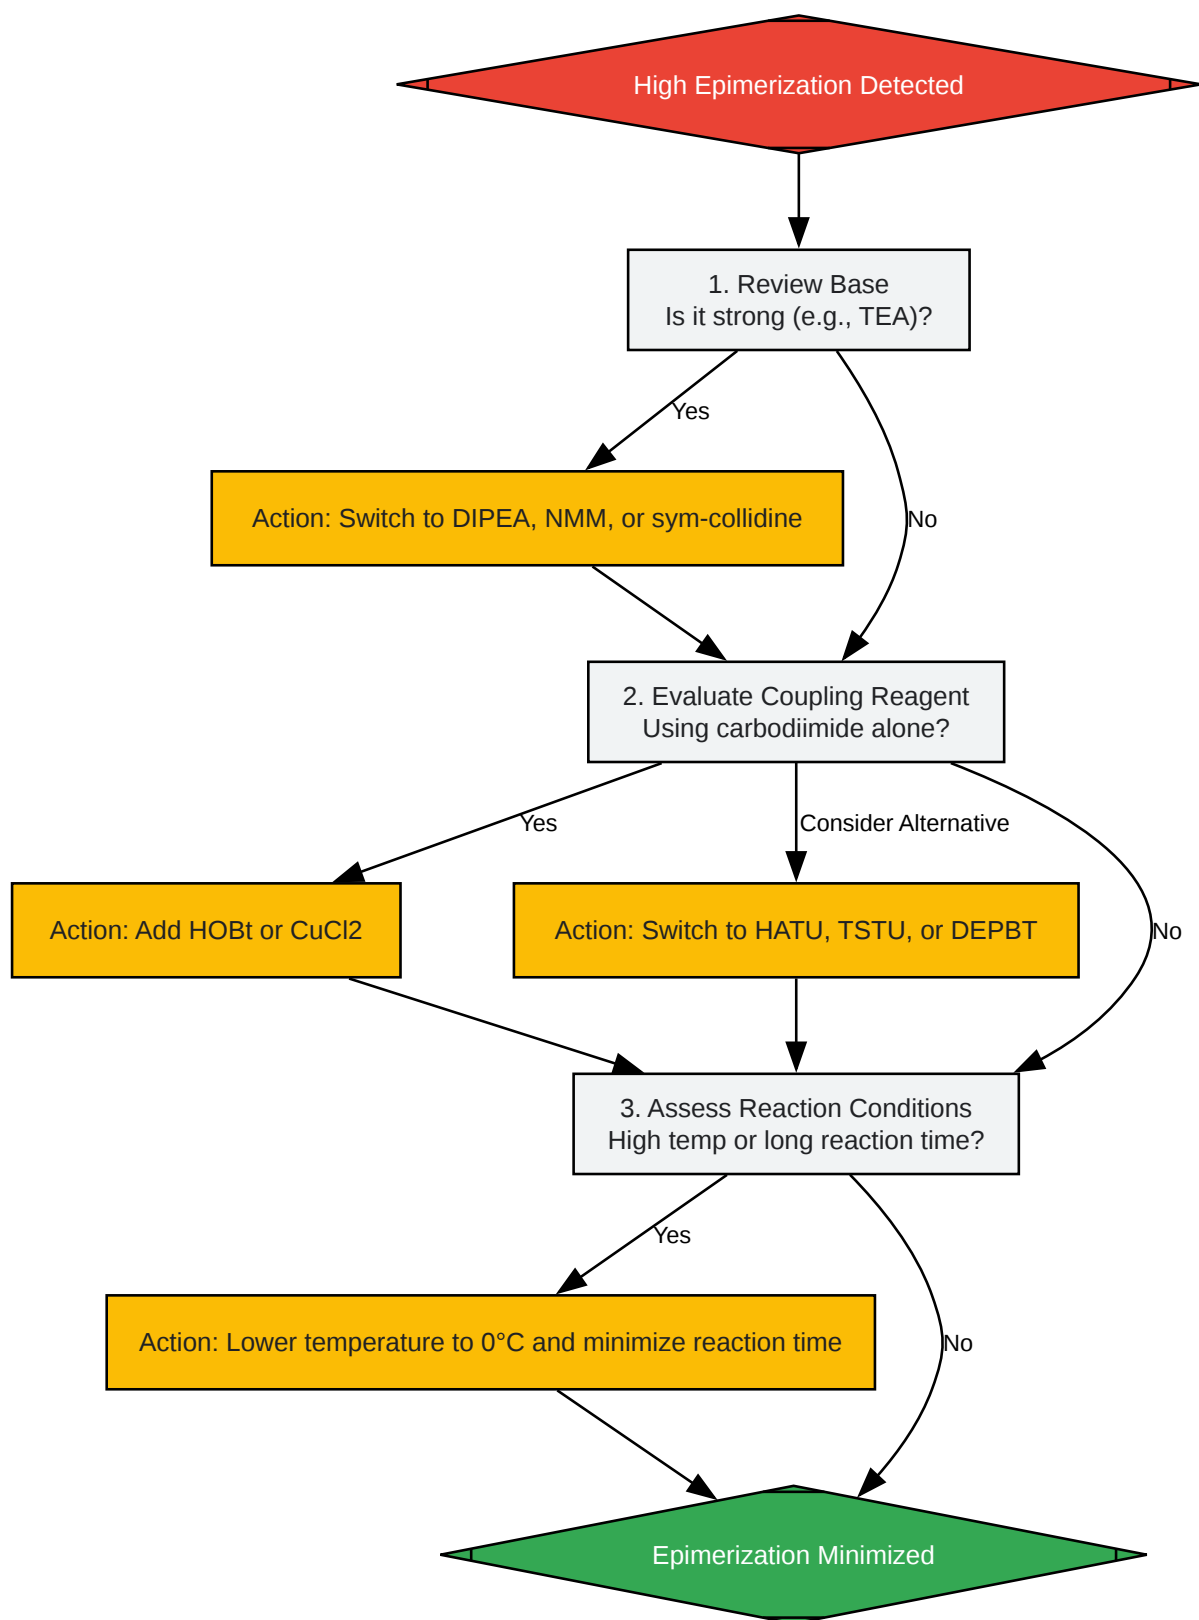 High Epimerization Detected
1. Review Base
Is it strong (e.g., TEA)?
Yes
Action: Switch to DIPEA, NMM, or sym-collidine
No
2. Evaluate Coupling Reagent
Using carbodiimide alone?
Yes
Consider Alternative
Action: Add HOBt or CuCl2
Action: Switch to HATU, TSTU, or DEPBT
No
3. Assess Reaction Conditions
High temp or long reaction time?
Yes
Action: Lower temperature to 0°C and minimize reaction time
No
Epimerization Minimized